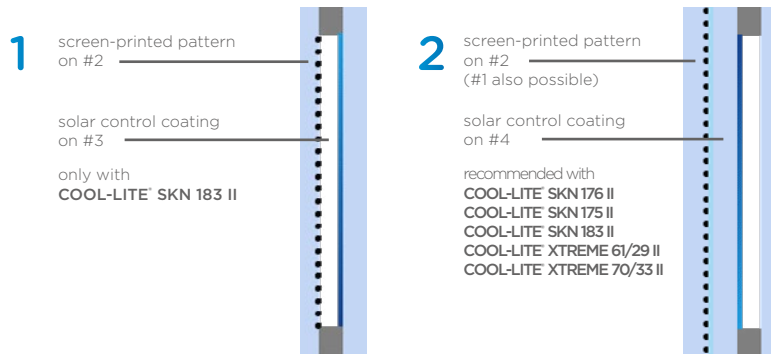 1
screen-printed pattern
on #2
solar control coating
on #3
only with
COOL-LITE® SKN 183 II
2
screen-printed pattern
on #2
(#1 also possible)
solar control coating
on #4
recommended with
COOL-LITE® SKN 176 II
COOL-LITE® SKN 175 II
COOL-LITE® SKN 183 II
COOL-LITE® XTREME 61/29 II
COOL-LITE® XTREME 70/33 II